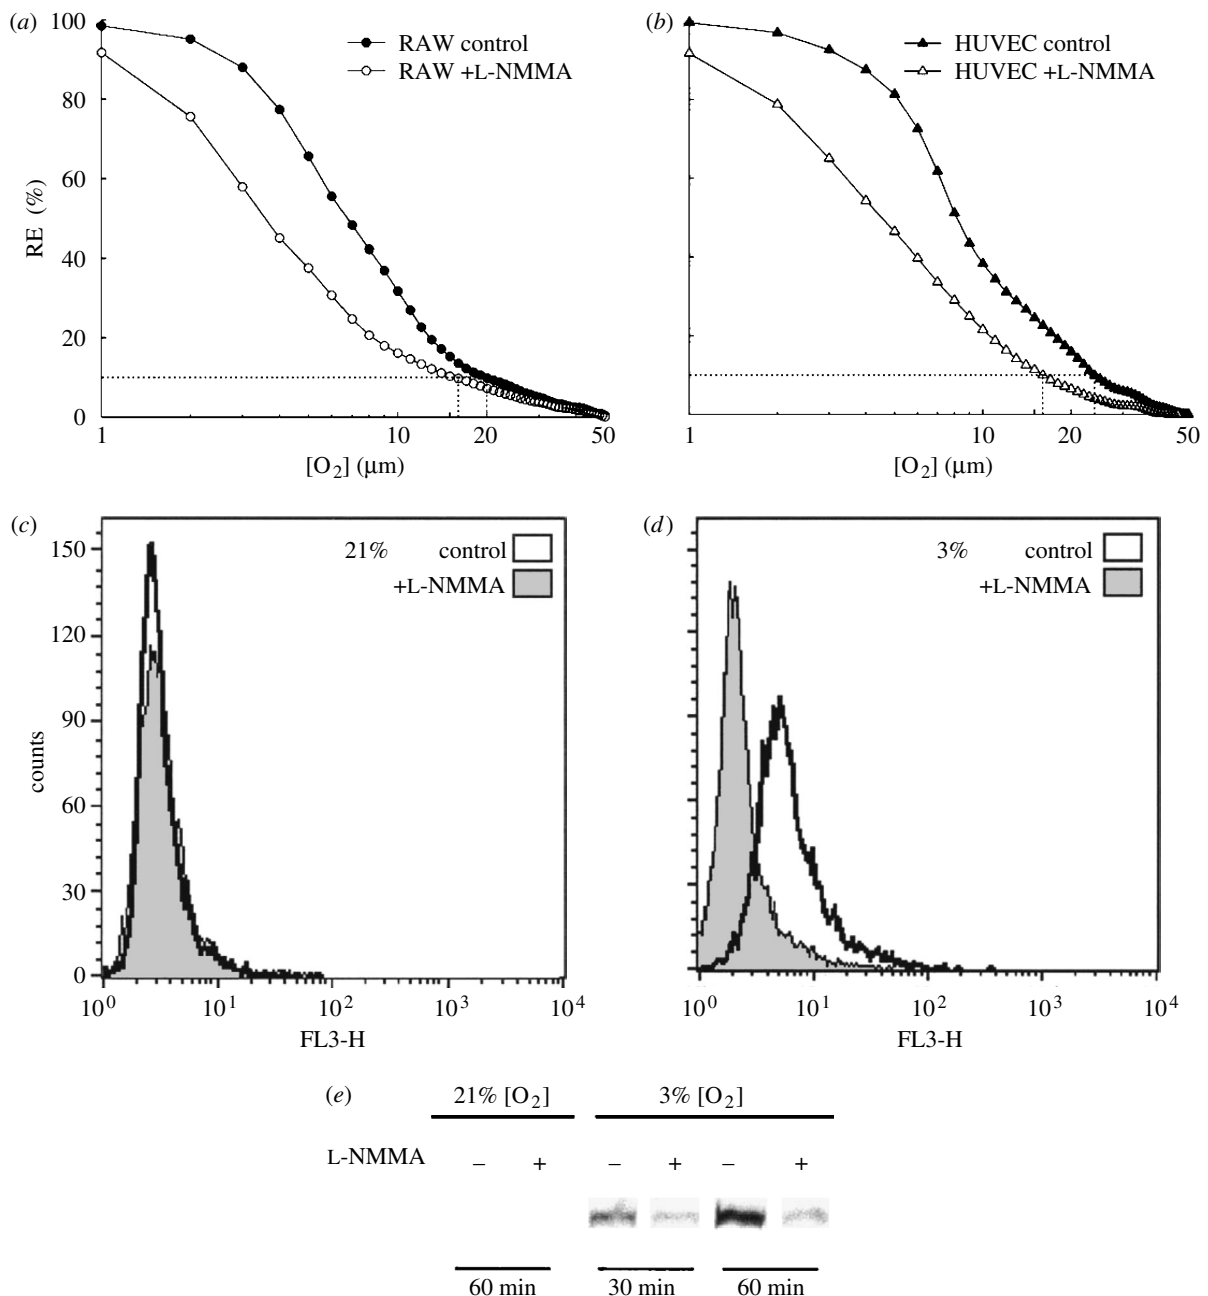 (a)
100
80
60
40
20
0
RE (%)
RAW control
RAW +L-NMMA
1
10
20
50
[O2] (μm)
(b)
HUVEC control
HUVEC +L-NMMA
1
10
20
50
[O2] (μm)
(c)
150
120
90
60
30
0
counts
21% control
+L-NMMA
10^0
10^1
10^2
10^3
10^4
FL3-H
(d)
3% control
+L-NMMA
10^0
10^1
10^2
10^3
10^4
FL3-H
(e)
21% [O2] 3% [O2]
L-NMMA – + – + – +
60 min 30 min 60 min